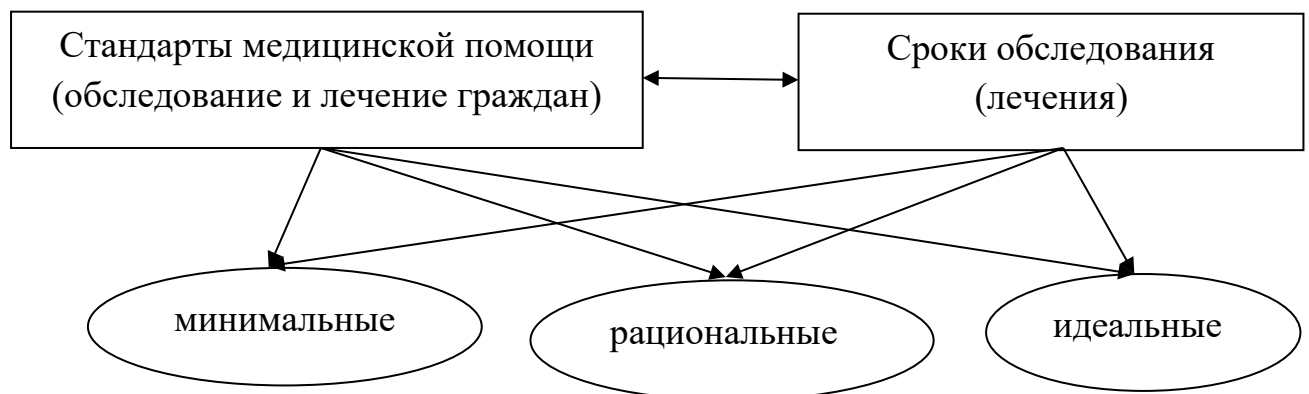 Стандарты медицинской помощи
(обследование и лечение граждан)
Сроки обследования
(лечения)
минимальные
рациональные
идеальные